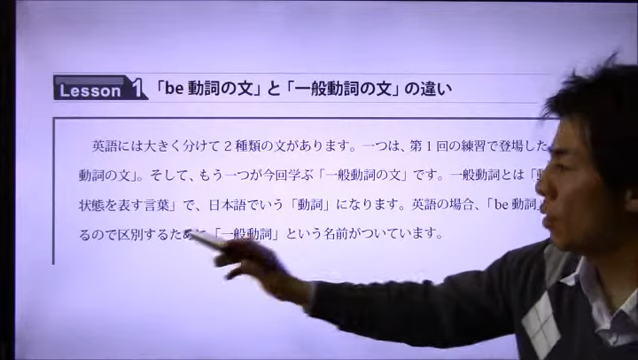 Lesson 1 「be 動詞の文」と「一般動詞の文」の違い
英語には大きく分けて2種類の文があります。一つは、第1回の練習で登場した
動詞の文」。そして、もう一つが今回学ぶ「一般動詞の文」です。一般動詞とは「
状態を表す言葉」で、日本語でいう「動詞」になります。英語の場合、「be 動詞
るので区別するために「一般動詞」という名前がついています。